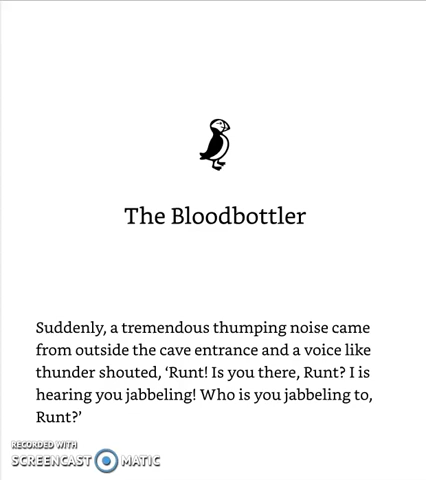 The Bloodbottler
Suddenly, a tremendous thumping noise came
from outside the cave entrance and a voice like
thunder shouted, ‘Runt! Is you there, Runt? I is
hearing you jabbeling! Who is you jabbeling to,
Runt?’
RECORDED WITH
SCREENCAST MATIC